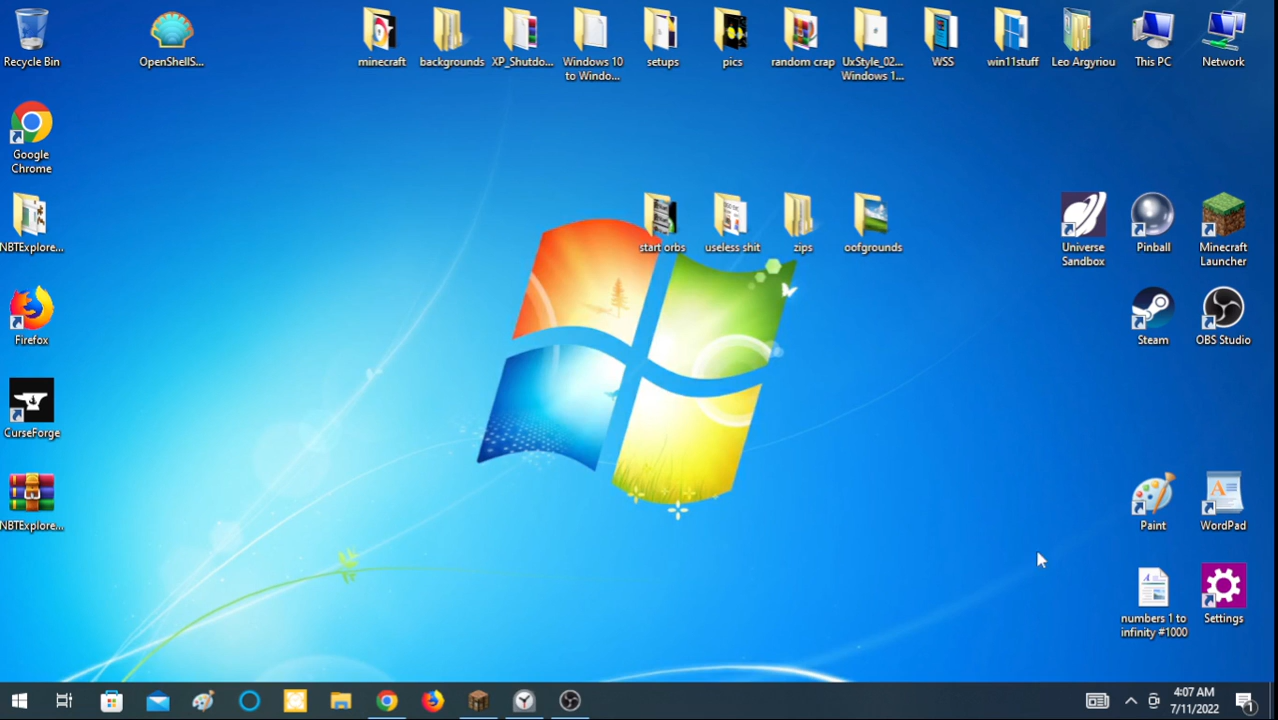 Recycle Bin
OpenShellS...
minecraft
backgrounds
XP_Shutdo...
Windows 10
to Windo...
setups
pics
random crap
UxStyle_02...
Windows 1...
WSS
win11stuff
Leo Argyriou
This PC
Network
Google
Chrome
NBTExplore...
start orbs
useless shit
zips
oofgrounds
Universe
Sandbox
Pinball
Minecraft
Launcher
Firefox
Steam
OBS Studio
CurseForge
NBTExplore...
Paint
WordPad
numbers 1 to
infinity #1000
Settings
4:07 AM
7/11/2022
1